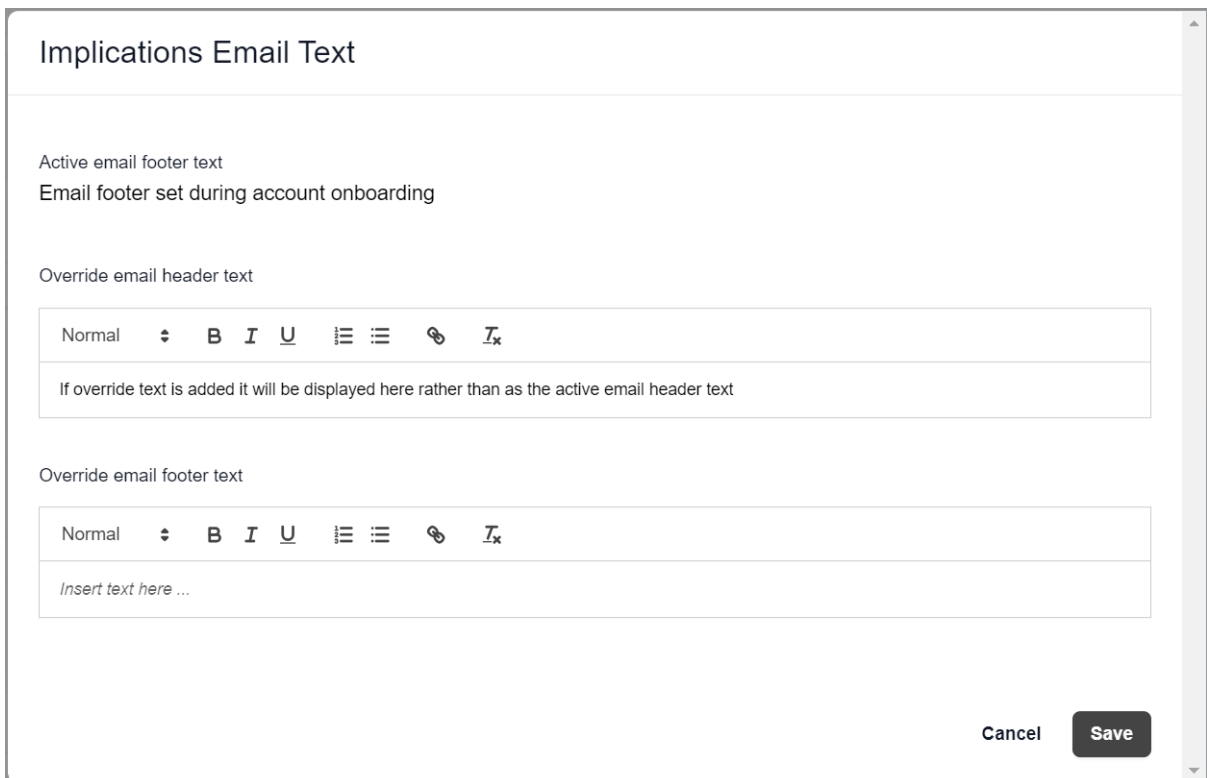 Implications Email Text
Active email footer text
Email footer set during account onboarding
Override email header text
Normal B I U
If override text is added it will be displayed here rather than as the active email header text
Override email footer text
Normal B I U
Insert text here ...
Cancel Save